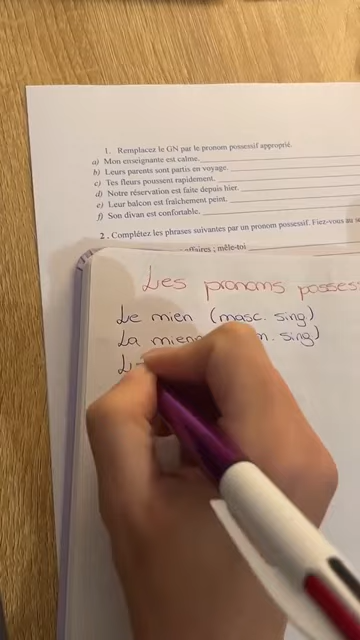 1. Remplacez le GN par le pronom possessif approprié.
a) Mon enseignante est calme.
b) Leurs parents sont partis en voyage.
c) Tes fleurs poussent rapidement.
d) Notre réservation est faite depuis hier.
e) Leur balcon est fraîchement peint.
f) Son divan est confortable.
2. Complétez les phrases suivantes par un pronom possessif. Fiez-vous au
affaires ; mêle-toi
Les pronoms possess
Le mien (masc. sing)
La mien m. sing)